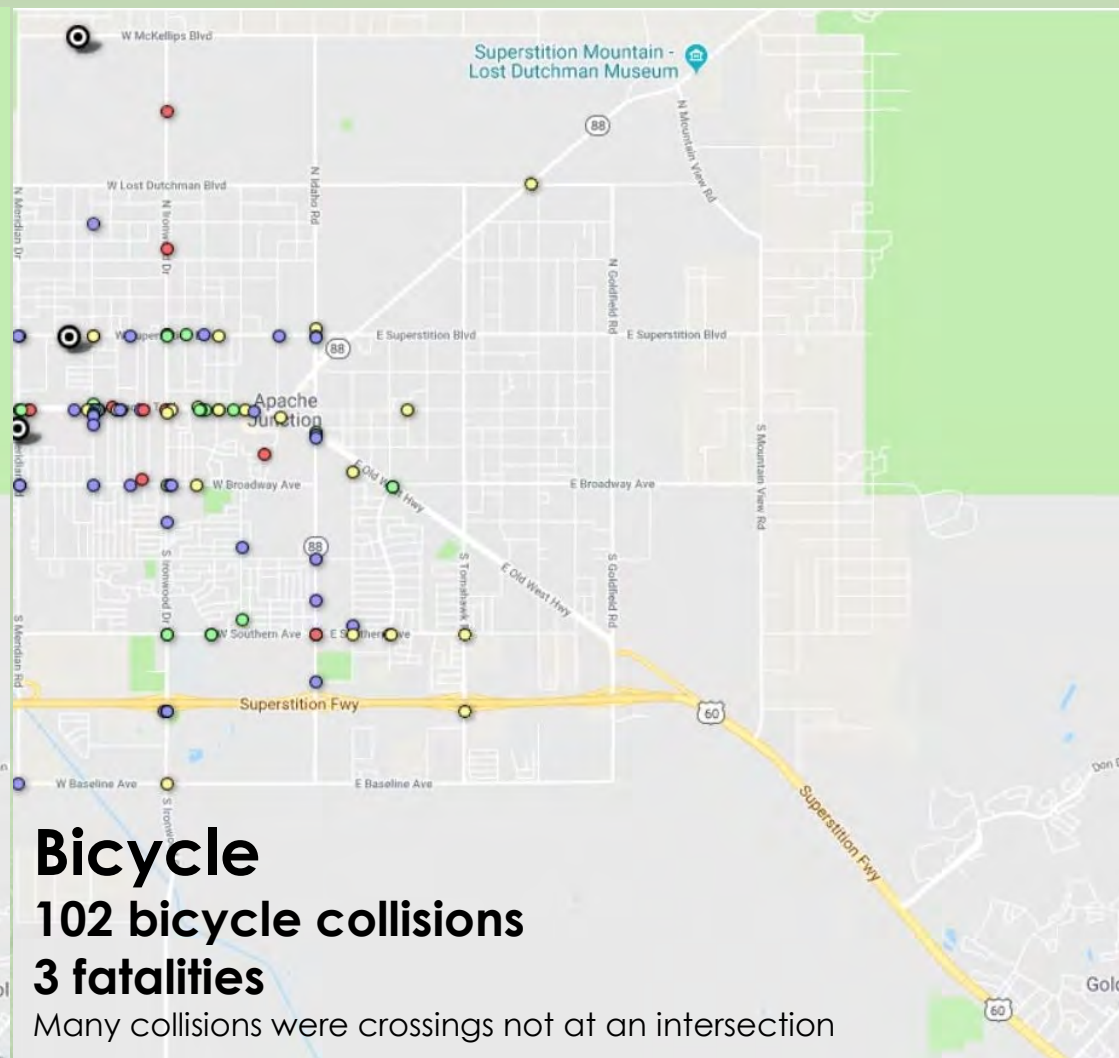 W McKellips Blvd
Superstition Mountain -
Lost Dutchman Museum
88
N Mountain View Rd
W Lost Dutchman Blvd
N Idaho Rd
N Meridian Dr
N Goldfield Rd
E Superstition Blvd
E Superstition Blvd
88
Apache
Junction
S Mountain View Rd
E Old West Hwy
W Broadway Ave
E Broadway Ave
88
S Ironwood Dr
S Tomahawk
E Old West Hwy
S Goldfield Rd
S Meridian Rd
W Southern Ave
Superstition Fwy
60
W Baseline Ave
E Baseline Ave
Superstition Fwy
60
Bicycle
102 bicycle collisions
3 fatalities
Many collisions were crossings not at an intersection